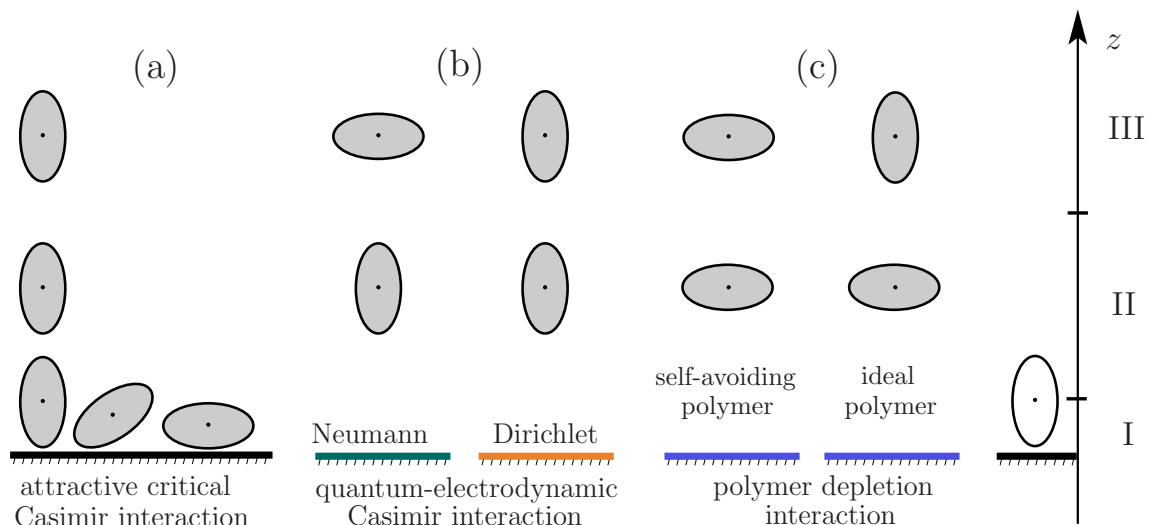 (a)
(b)
(c)
z
III
II
I
self-avoiding
polymer
ideal
polymer
Neumann
Dirichlet
attractive critical
Casimir interaction
quantum-electrodynamic
Casimir interaction
polymer depletion
interaction